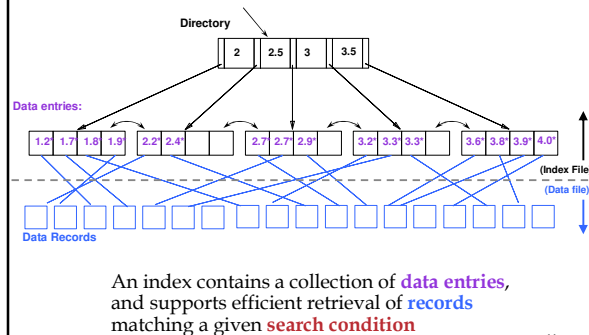 Directory
2 2.5 3 3.5
Data entries:
1.2* 1.7* 1.8* 1.9* 2.2* 2.4* 2.7* 2.7* 2.9* 3.2* 3.3* 3.3* 3.6* 3.8* 3.9* 4.0*
(Index File
(Data file)
Data Records
An index contains a collection of data entries,
and supports efficient retrieval of records
matching a given search condition